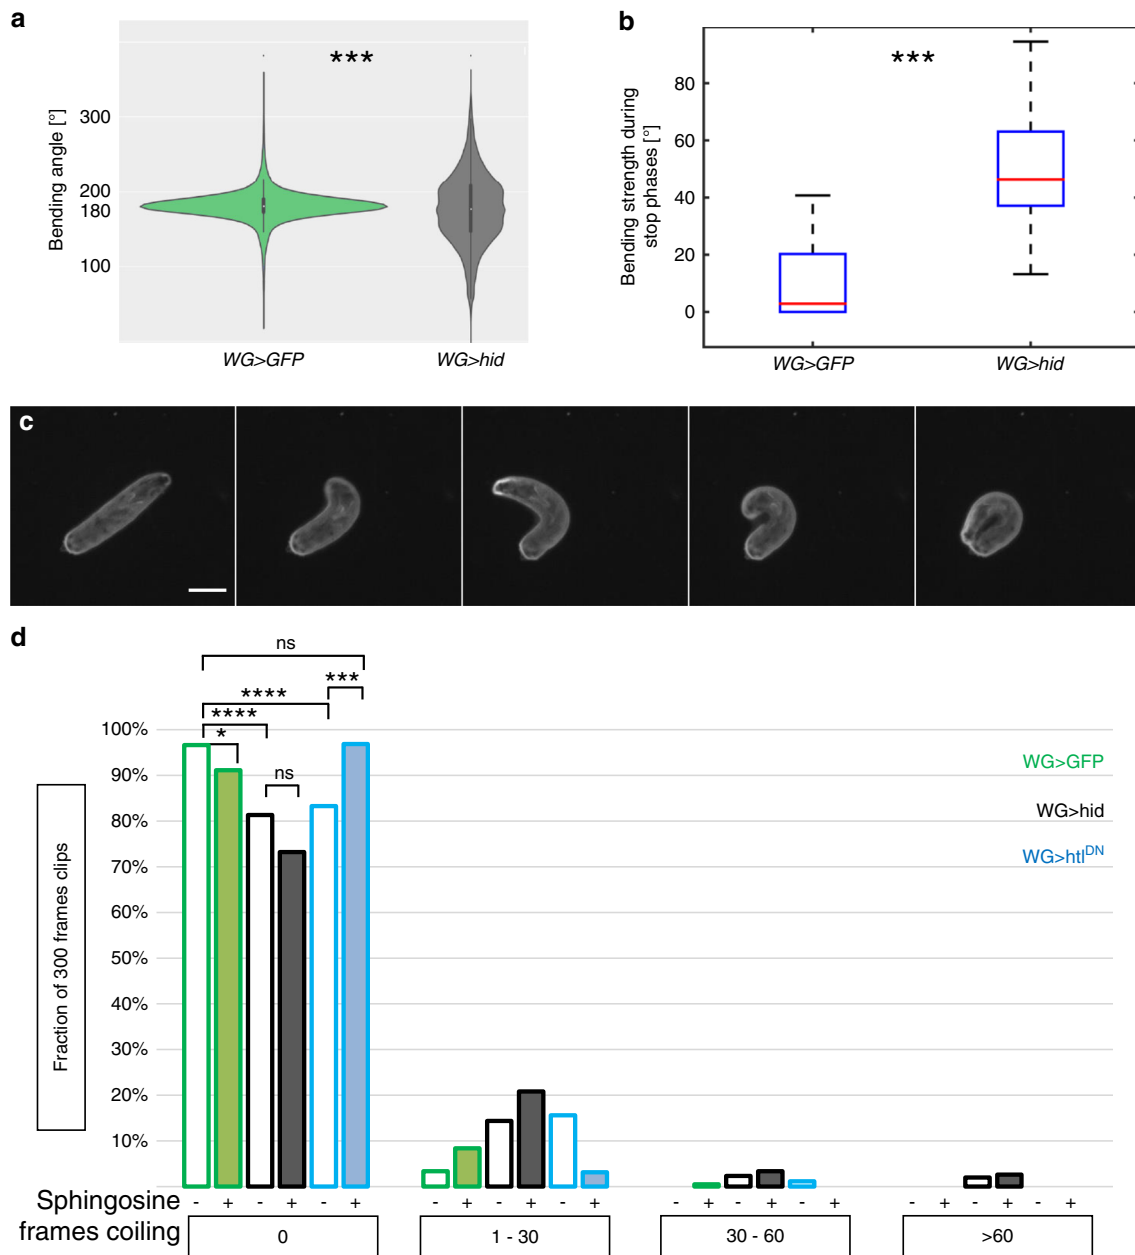 a
***
Bending angle [°]
300
200
180
100
WG>GFP
WG>hid
b
***
Bending strength during
stop phases [°]
80
60
40
20
0
WG>GFP
WG>hid
c
d
ns
***
****
****
*
ns
100%
90%
80%
70%
60%
50%
40%
30%
20%
10%
Fraction of 300 frames clips
WG>GFP
WG>hid
WG>htl^DN
Sphingosine - + - + - + - + - + - + - + - + - + - + - + - +
frames coiling 0 1 - 30 30 - 60 >60